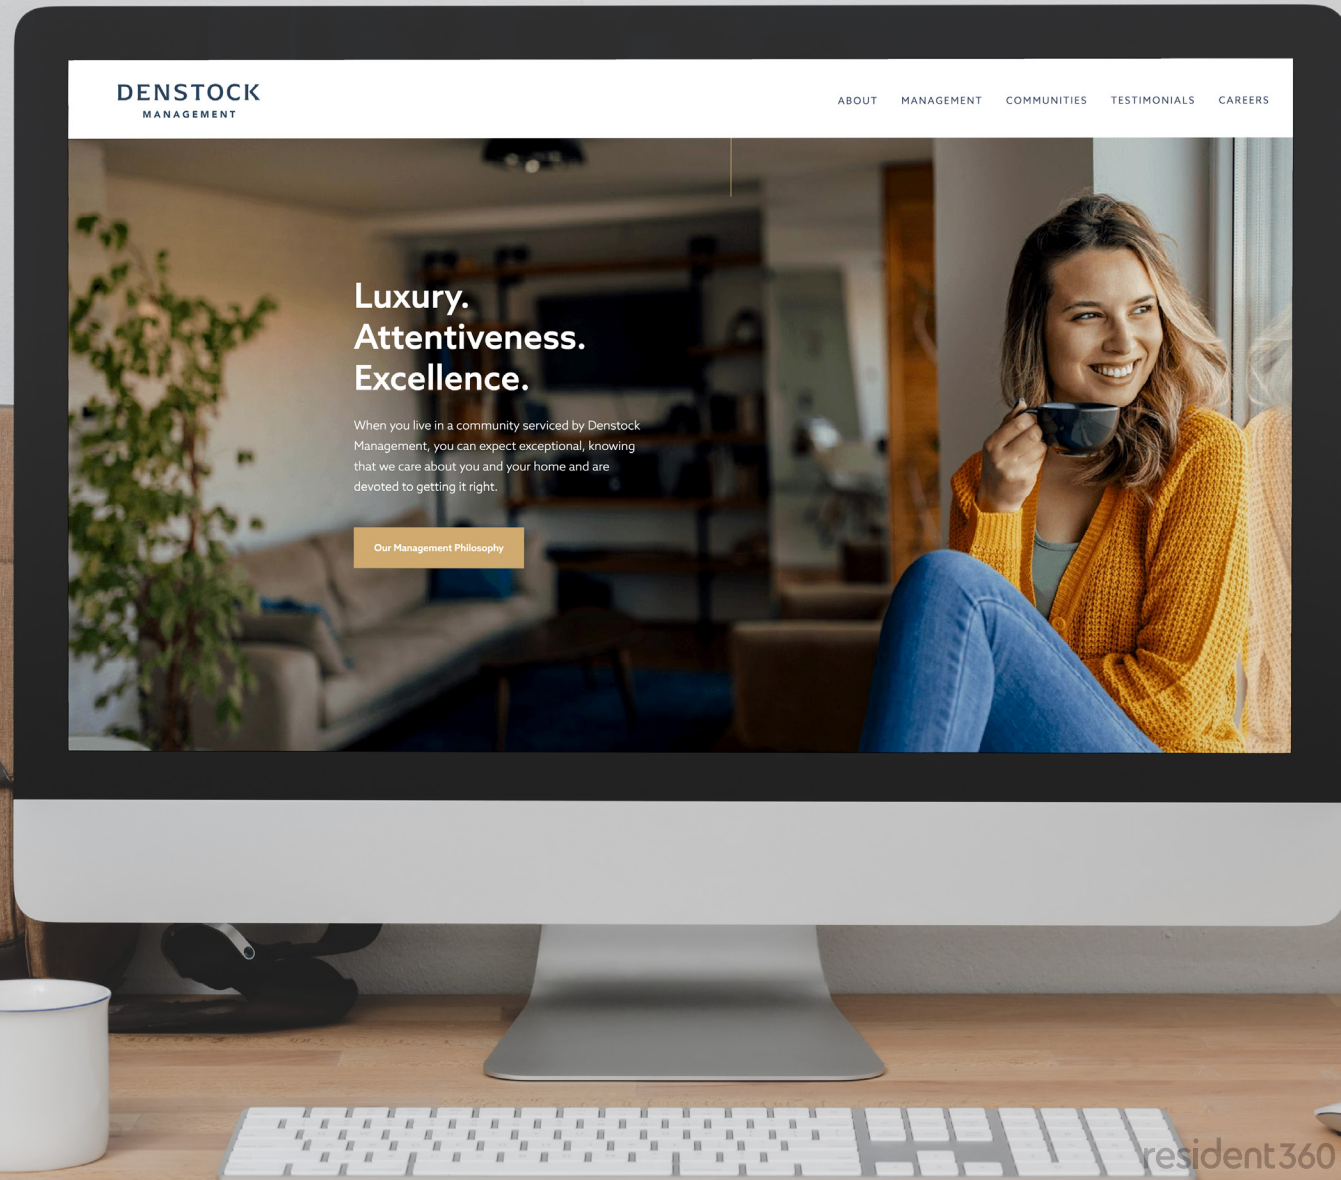 DENSTOCK
MANAGEMENT
ABOUT MANAGEMENT COMMUNITIES TESTIMONIALS CAREERS
Luxury.
Attentiveness.
Excellence.
When you live in a community serviced by Denstock
Management, you can expect exceptional, knowing
that we care about you and your home and are
devoted to getting it right.
Our Management Philosophy
resident360